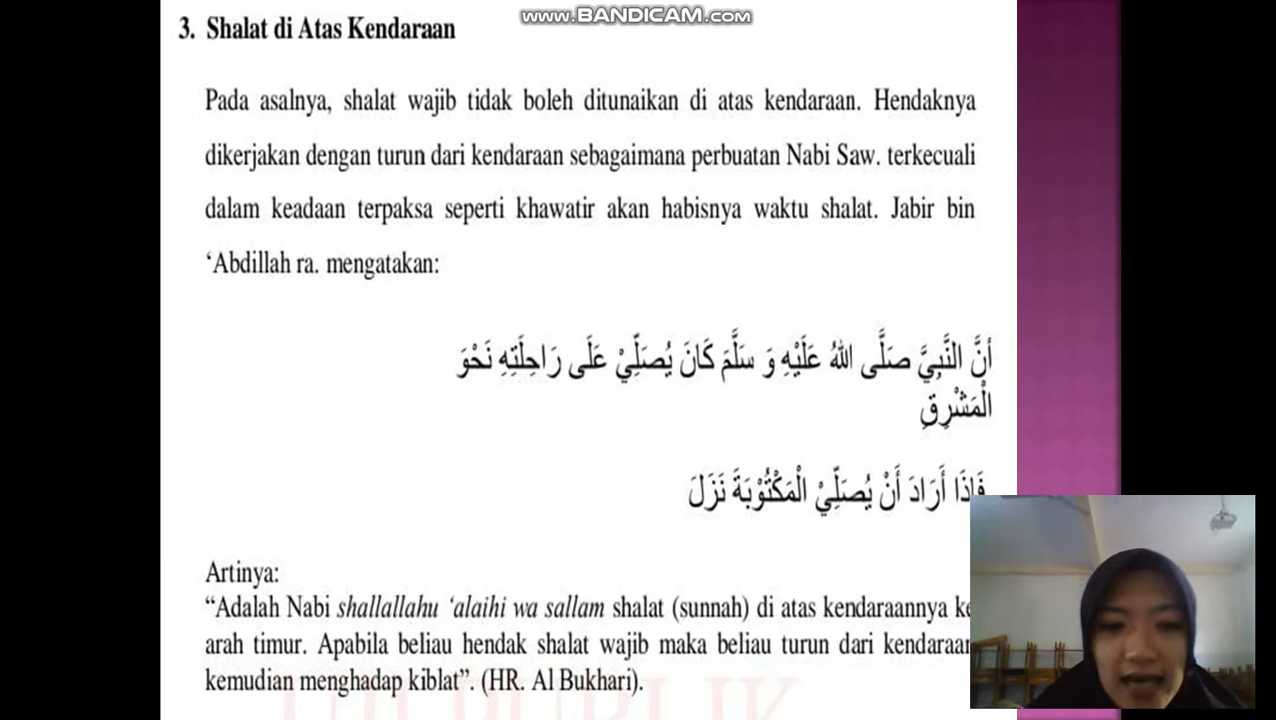 www.BANDICAM.com
3. Shalat di Atas Kendaraan
Pada asalnya, shalat wajib tidak boleh ditunaikan di atas kendaraan. Hendaknya
dikerjakan dengan turun dari kendaraan sebagaimana perbuatan Nabi Saw. terkecuali
dalam keadaan terpaksa seperti khawatir akan habisnya waktu shalat. Jabir bin
‘Abdillah ra. mengatakan:
أَنَّ النَّبِيَّ صَلَّى اللهُ عَلَيْهِ وَ سَلَّمَ كَانَ يُصَلِّيْ عَلَى رَاحِلَتِهِ نَحْوَ
الْمَشْرِقِ
فَإِذَا أَرَادَ أَنْ يُصَلِّيْ الْمَكْتُوْبَةَ نَزَلَ
Artinya:
“Adalah Nabi shallallahu ‘alaihi wa sallam shalat (sunnah) di atas kendaraannya ke
arah timur. Apabila beliau hendak shalat wajib maka beliau turun dari kendaraan
kemudian menghadap kiblat”. (HR. Al Bukhari).